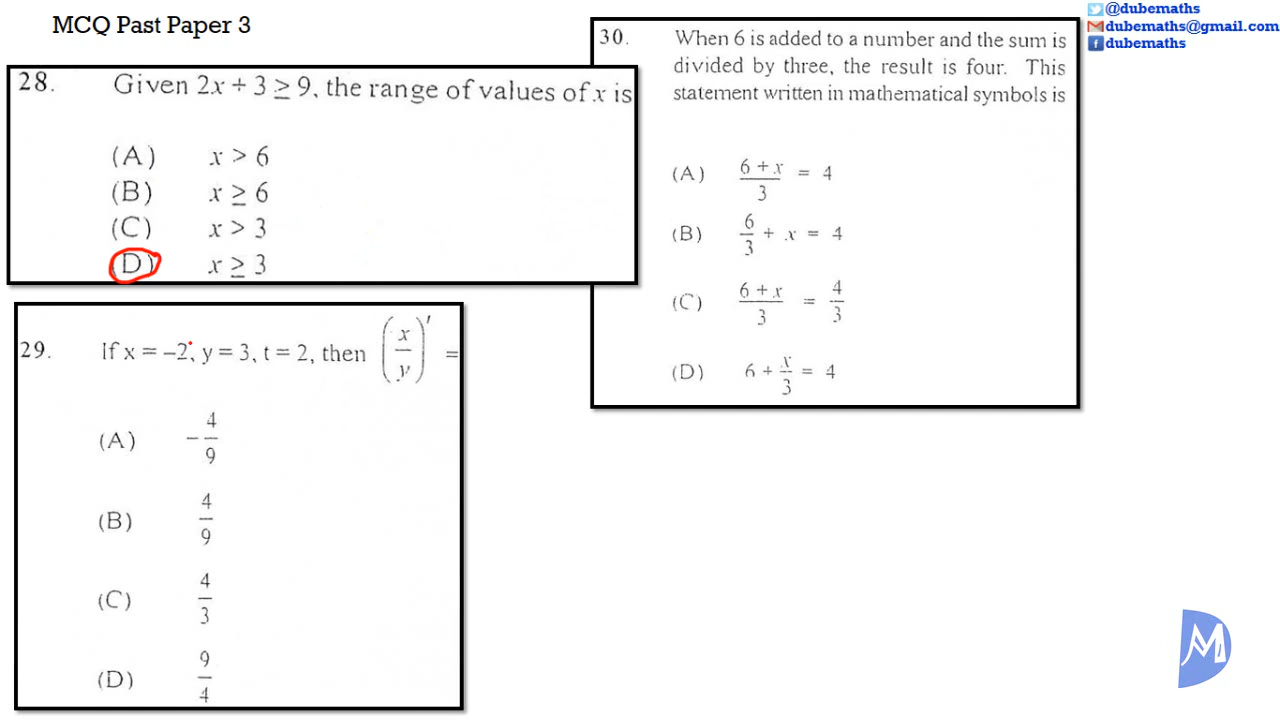 MCQ Past Paper 3
@dubemaths
dubemaths@gmail.com
dubemaths
28. Given 2x + 3 ≥ 9, the range of values of x is
(A) x > 6
(B) x ≥ 6
(C) x > 3
(D) x ≥ 3
29. If x = –2, y = 3, t = 2, then (x/y)^t =
(A) –4/9
(B) 4/9
(C) 4/3
(D) 9/4
30. When 6 is added to a number and the sum is
divided by three, the result is four. This
statement written in mathematical symbols is
(A) (6 + x)/3 = 4
(B) 6/3 + x = 4
(C) (6 + x)/3 = 4/3
(D) 6 + x/3 = 4
DM